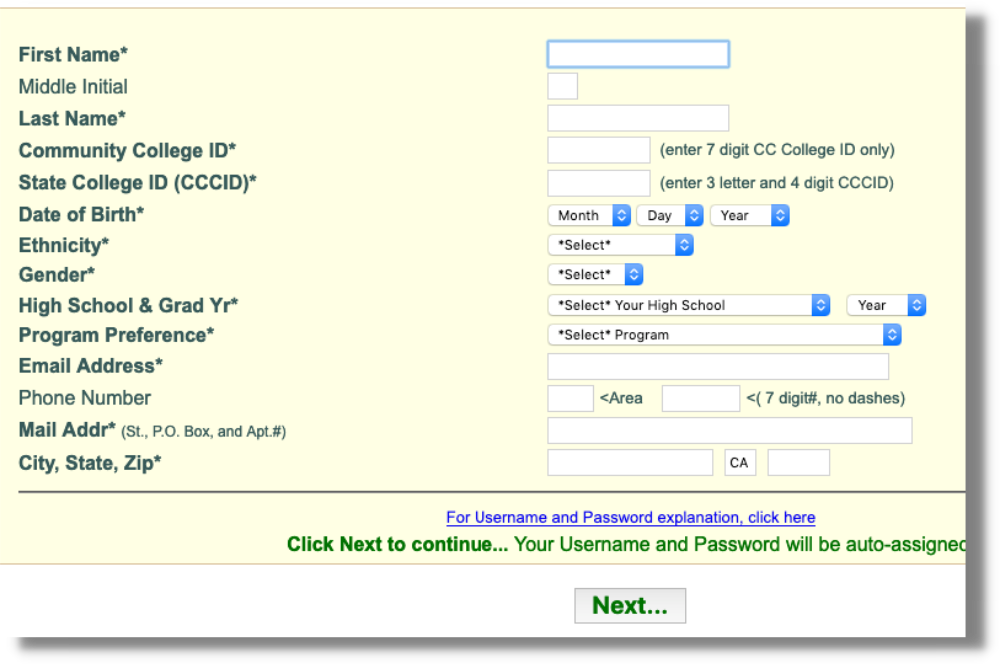 First Name*
Middle Initial
Last Name*
Community College ID* (enter 7 digit CC College ID only)
State College ID (CCCID)* (enter 3 letter and 4 digit CCCID)
Date of Birth* Month Day Year
Ethnicity* *Select*
Gender* *Select*
High School & Grad Yr* *Select* Your High School Year
Program Preference* *Select* Program
Email Address*
Phone Number <Area <( 7 digit#, no dashes)
Mail Addr* (St., P.O. Box, and Apt.#)
City, State, Zip* CA
For Username and Password explanation, click here
Click Next to continue... Your Username and Password will be auto-assigned
Next...